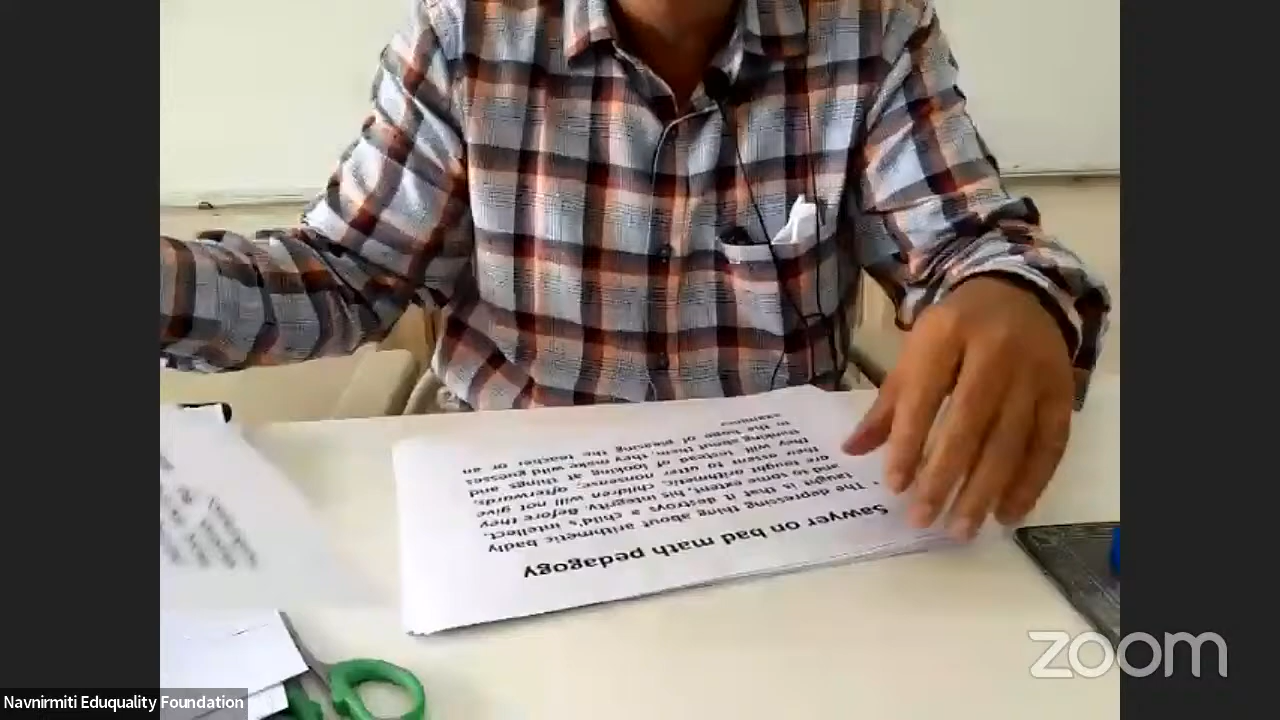 Sawyer on bad math pedagogy
• The depressing thing about arithmetic badly
taught is that it destroys a child's intellect,
and to some extent, his integrity. Before they
are taught arithmetic, children will not give
their assent to utter nonsense; afterwards,
they will. Instead of looking at things and
thinking about them, they make wild guesses
in the hope of pleasing the teacher or an
examiner
zoom
Navnirmiti Eduquality Foundation